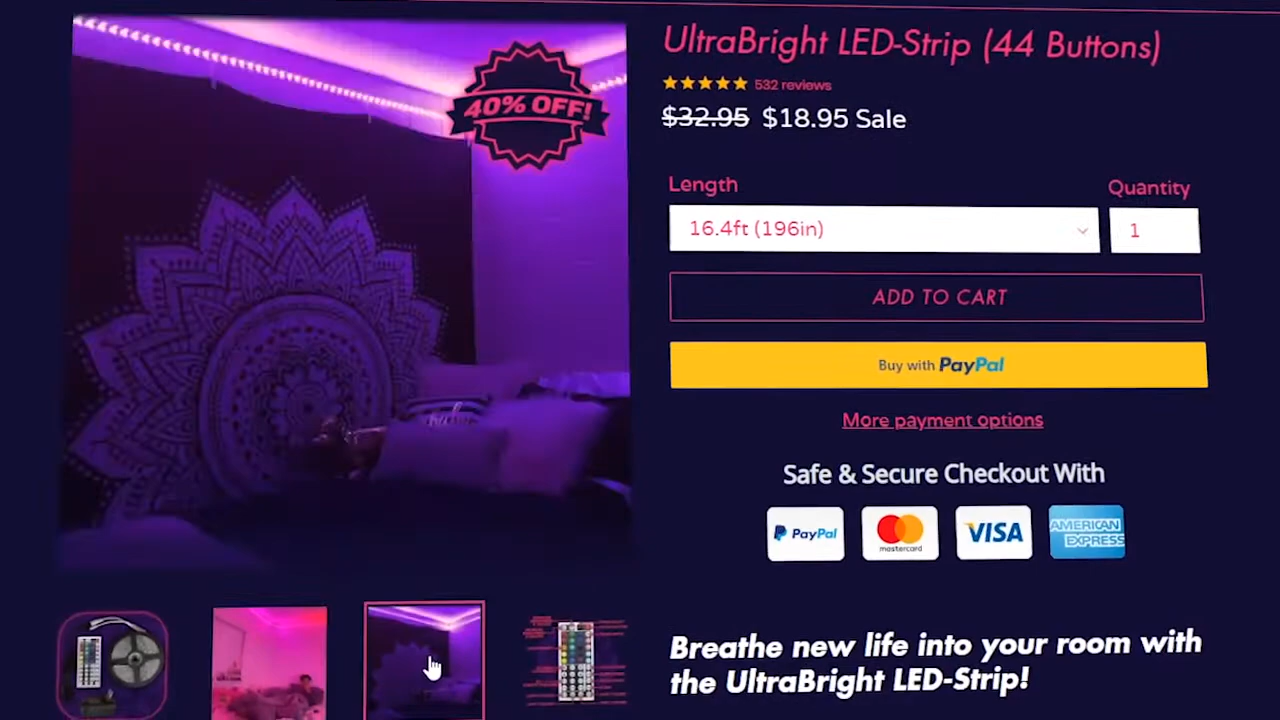 UltraBright LED-Strip (44 Buttons)
532 reviews
$32.95 $18.95 Sale
40% OFF!
Length
Quantity
16.4ft (196in)
1
ADD TO CART
Buy with PayPal
More payment options
Safe & Secure Checkout With
PayPal
mastercard
VISA
AMERICAN EXPRESS
Breathe new life into your room with
the UltraBright LED-Strip!